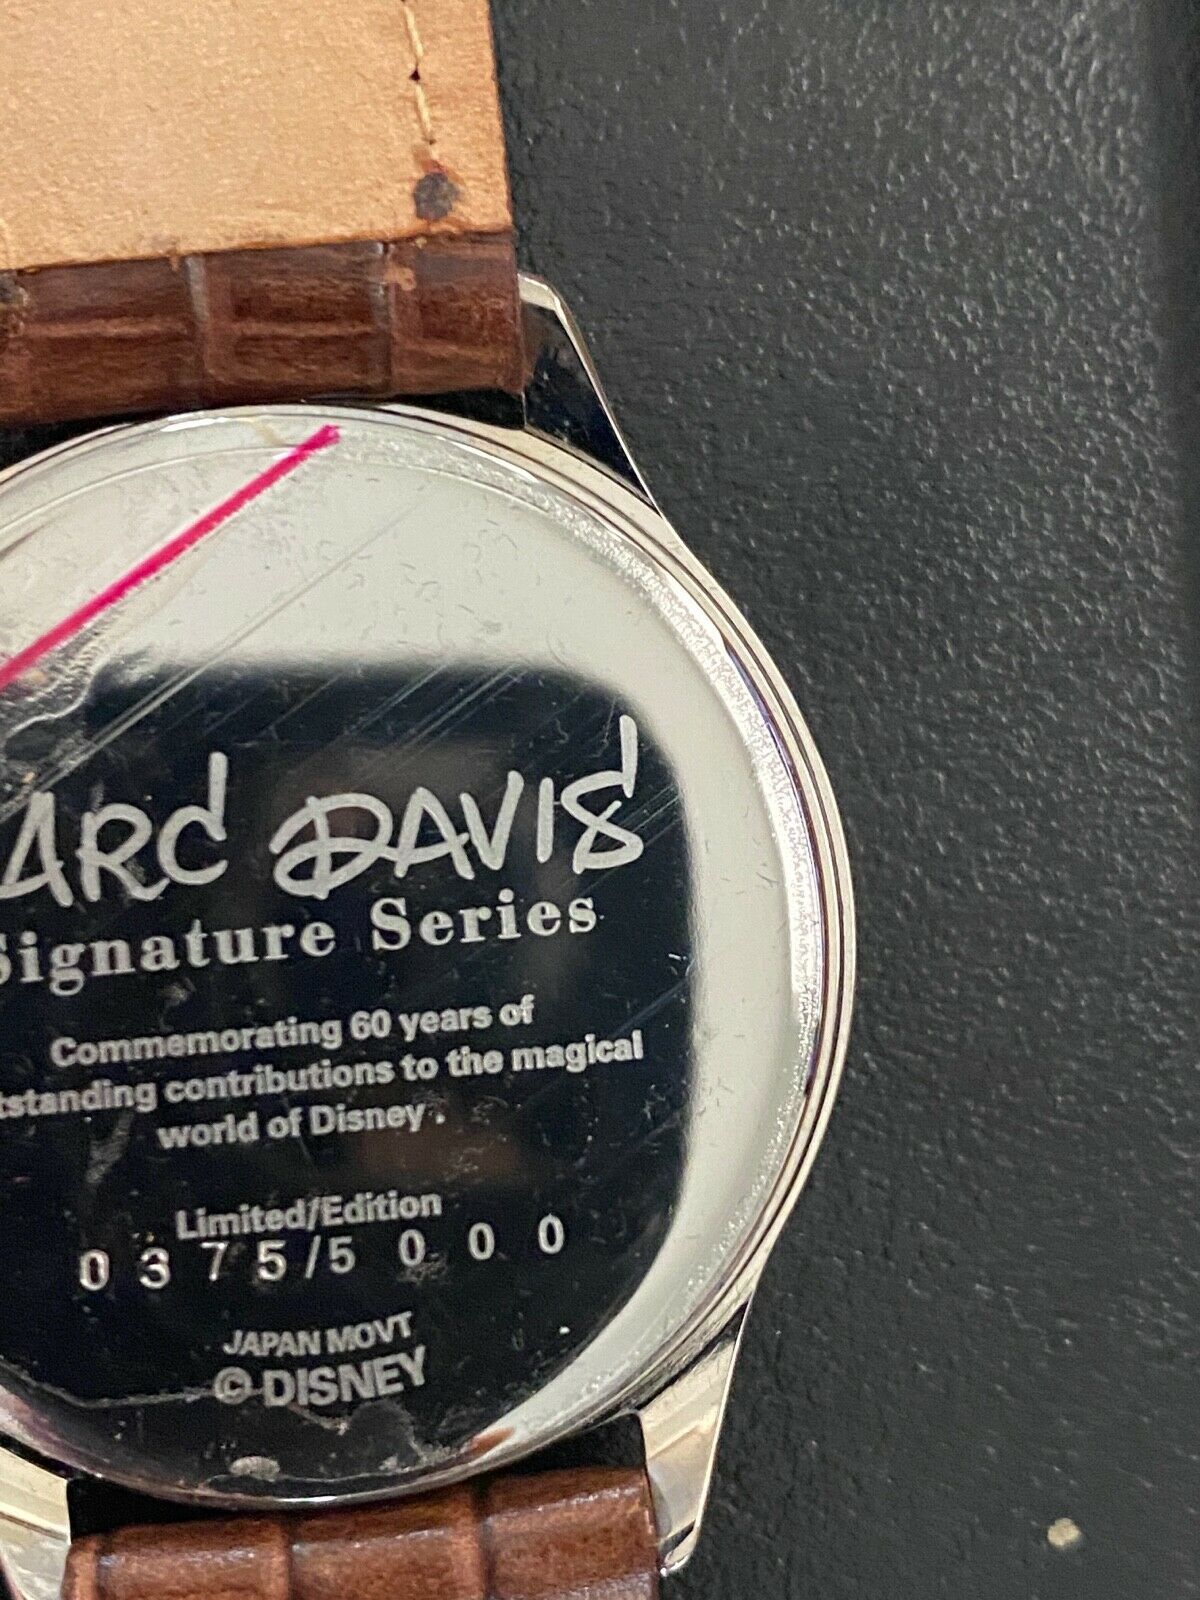 ARC DAVIS
Signature Series
Commemorating 60 years of
tstanding contributions to the magical
world of Disney.
Limited/Edition
0375/5000
JAPAN MOVT
©DISNEY